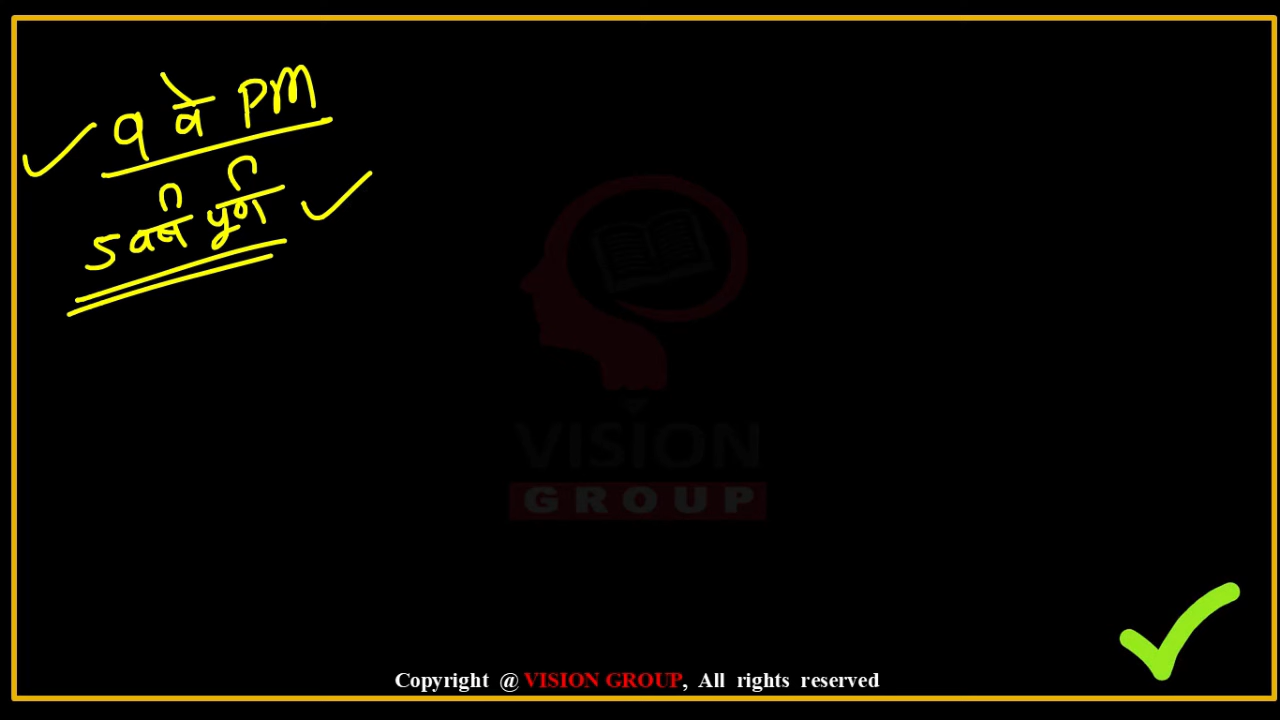 9 वे PM
5 वर्ष पूर्ण
VISION
GROUP
Copyright @ VISION GROUP, All rights reserved